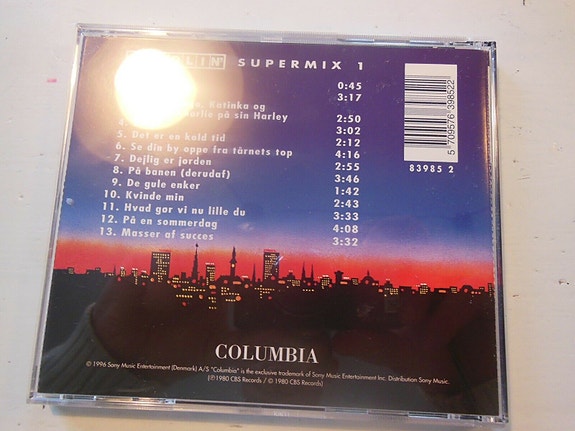 LIN' SUPERMIX 1
0:45
3:17
Katinka og
på sin Harley 2:50
4. 3:02
5. Det er en kold tid 2:12
6. Se din by oppe fra tårnets top 4:16
7. Dejlig er jorden 2:55
8. På banen (derudaf) 3:46
9. De gule enker 1:42
10. Kvinde min 2:43
11. Hvad gør vi nu lille du 3:33
12. På en sommerdag 4:08
13. Masser af succes 3:32
5 709576 398522
83985 2
COLUMBIA
© 1996 Sony Music Entertainment (Denmark) A/S "Columbia" is the exclusive trademark of Sony Music Entertainment Inc. Distribution Sony Music.
(℗ 1980 CBS Records / © 1980 CBS Records)